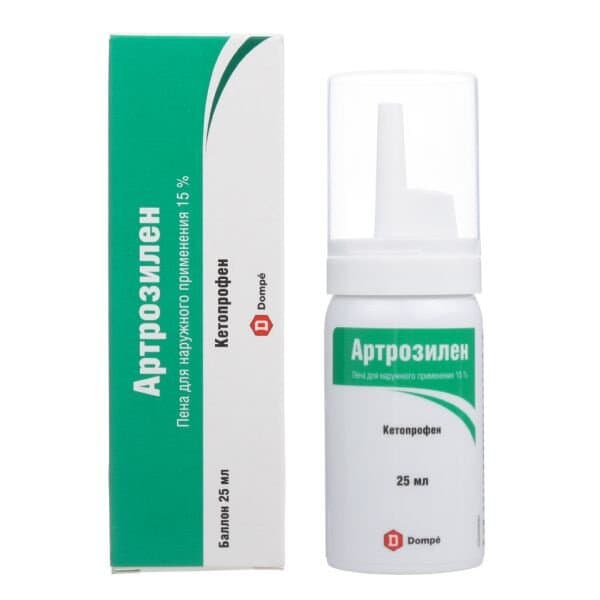 Артрозилен
Пена для наружного применения 15 %
Кетопрофен
Dompé
Баллон 25 мл
Артрозилен
Пена для наружного применения 15 %
Кетопрофен
25 мл
Dompé